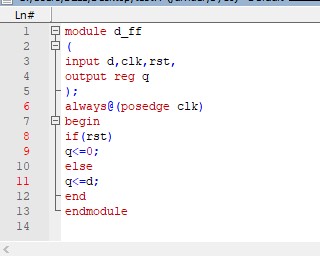 Ln#
1 module d_ff
2 (
3 input d,clk,rst,
4 output reg q
5 );
6 always@(posedge clk)
7 begin
8 if(rst)
9 q<=0;
10 else
11 q<=d;
12 end
13 endmodule
14